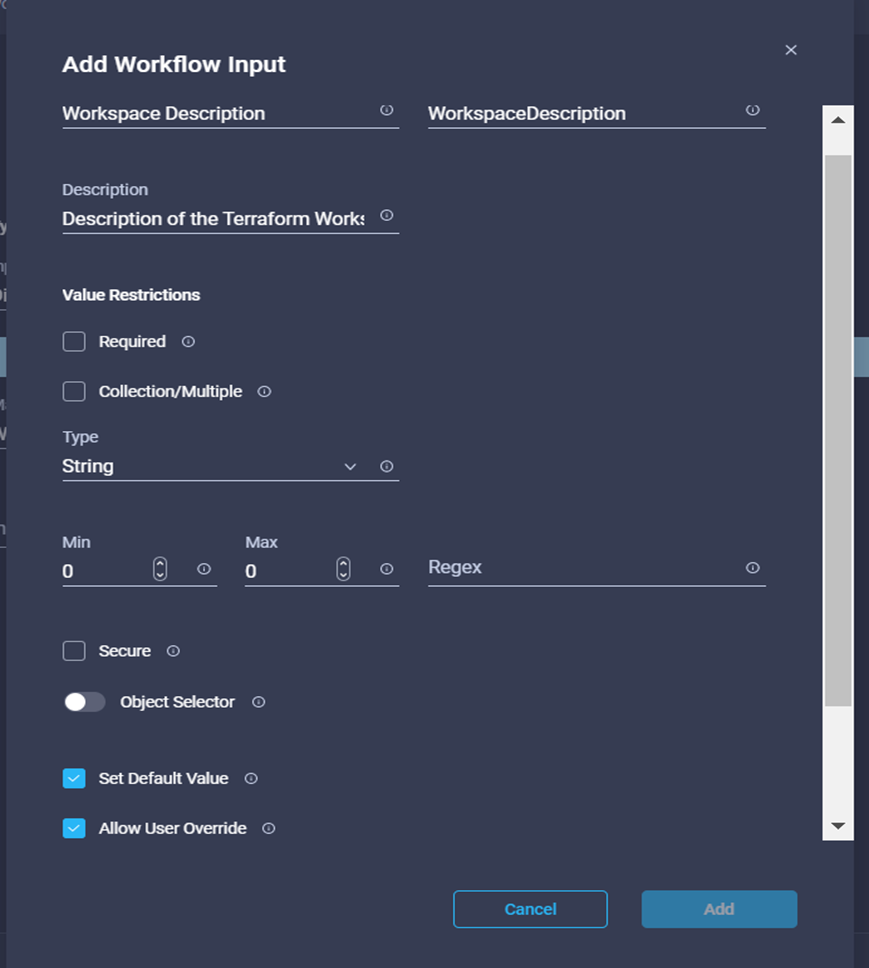 Add Workflow Input
Workspace Description
WorkspaceDescription
Description
Description of the Terraform Works
Value Restrictions
Required
Collection/Multiple
Type
String
Min
0
Max
0
Regex
Secure
Object Selector
Set Default Value
Allow User Override
Cancel
Add